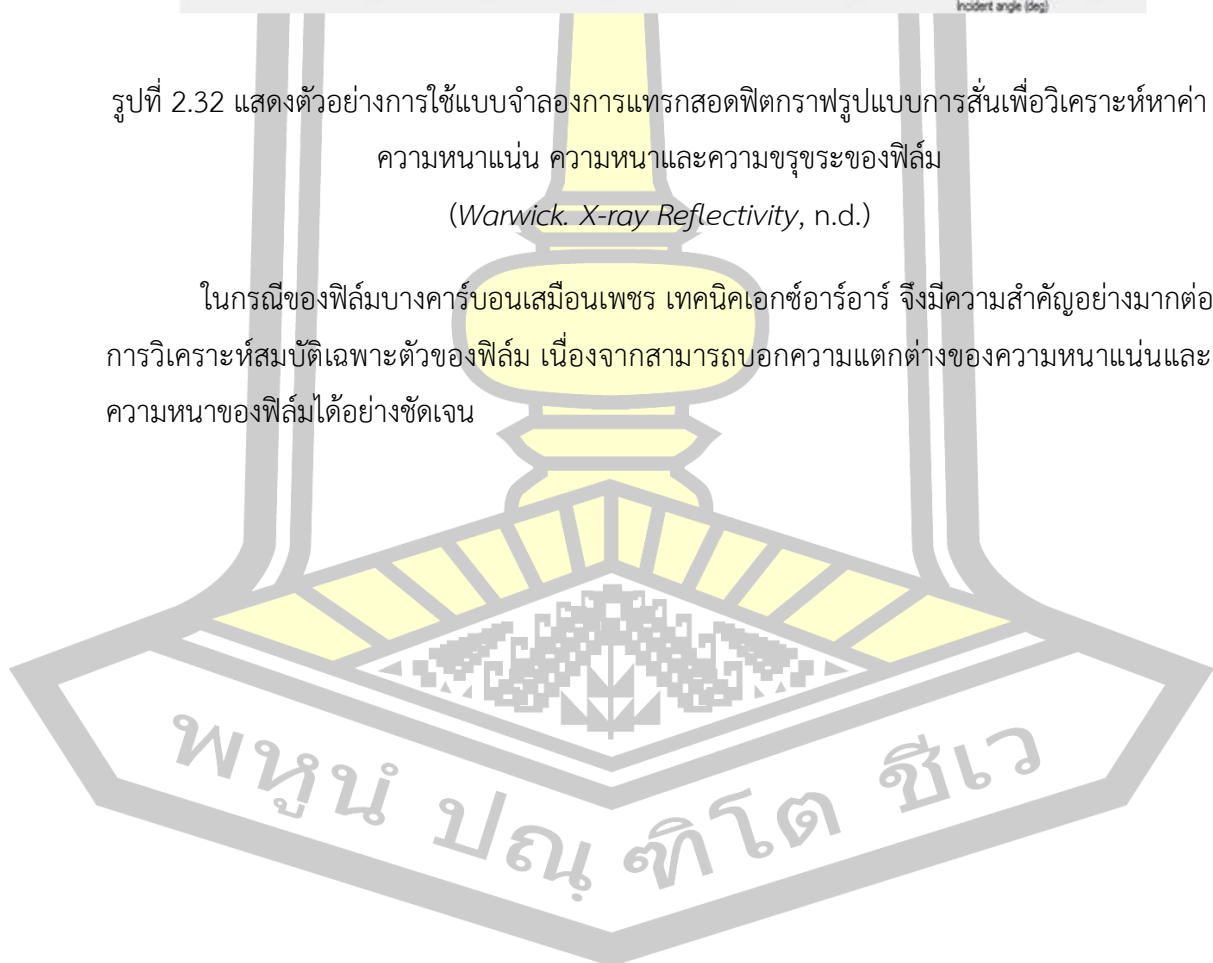 Incident angle (deg)
รูปที่ 2.32 แสดงตัวอย่างการใช้แบบจำลองการแทรกสอดฟิตกราฟรูปแบบการสั่นเพื่อวิเคราะห์หาค่า
ความหนาแน่น ความหนาและความขรุขระของฟิล์ม
(Warwick. X-ray Reflectivity, n.d.)
ในกรณีของฟิล์มบางคาร์บอนเสมือนเพชร เทคนิคเอกซ์อาร์อาร์ จึงมีความสำคัญอย่างมากต่อ
การวิเคราะห์สมบัติเฉพาะตัวของฟิล์ม เนื่องจากสามารถบอกความแตกต่างของความหนาแน่นและ
ความหนาของฟิล์มได้อย่างชัดเจน
พหูนํ ปณฺฑิโต ชีเว